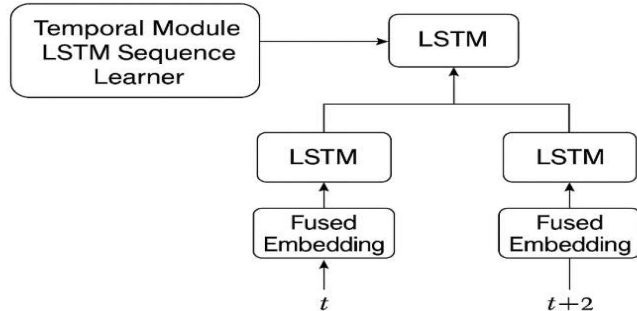 Temporal Module
LSTM Sequence
Learner
LSTM
LSTM
LSTM
Fused
Embedding
Fused
Embedding
t
t+2